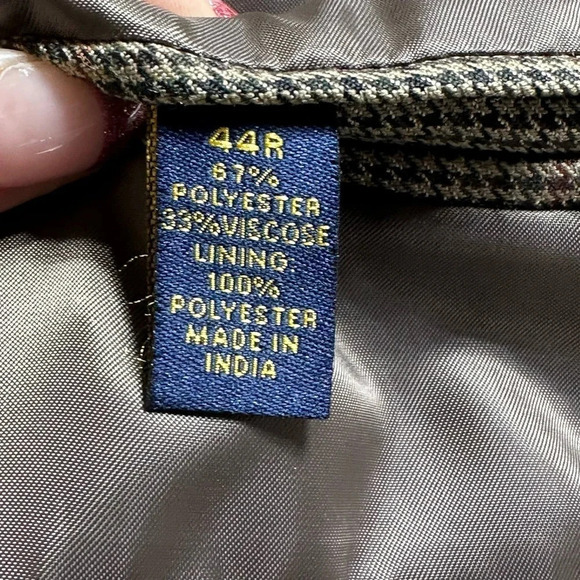 44R
67%
POLYESTER
33%VISCOSE
LINING:
100%
POLYESTER
MADE IN
INDIA